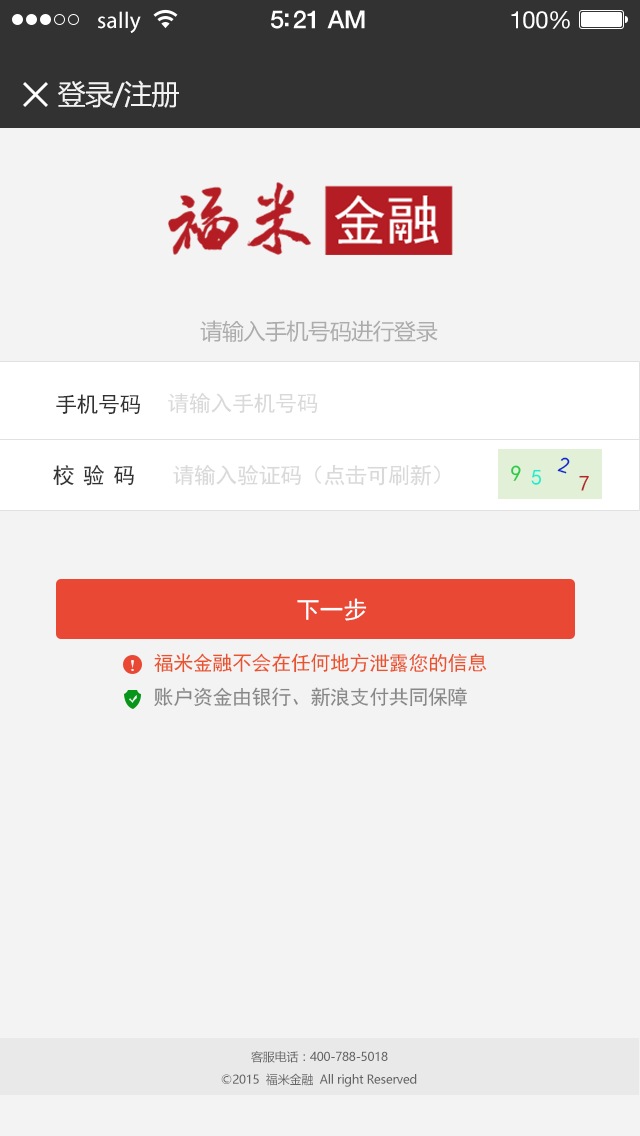 sally 5:21 AM 100%
登录/注册
福米金融
请输入手机号码进行登录
手机号码 请输入手机号码
校验码 请输入验证码（点击可刷新） 9 5 2 7
下一步
福米金融不会在任何地方泄露您的信息
账户资金由银行、新浪支付共同保障
客服电话：400-788-5018
©2015 福米金融 All right Reserved